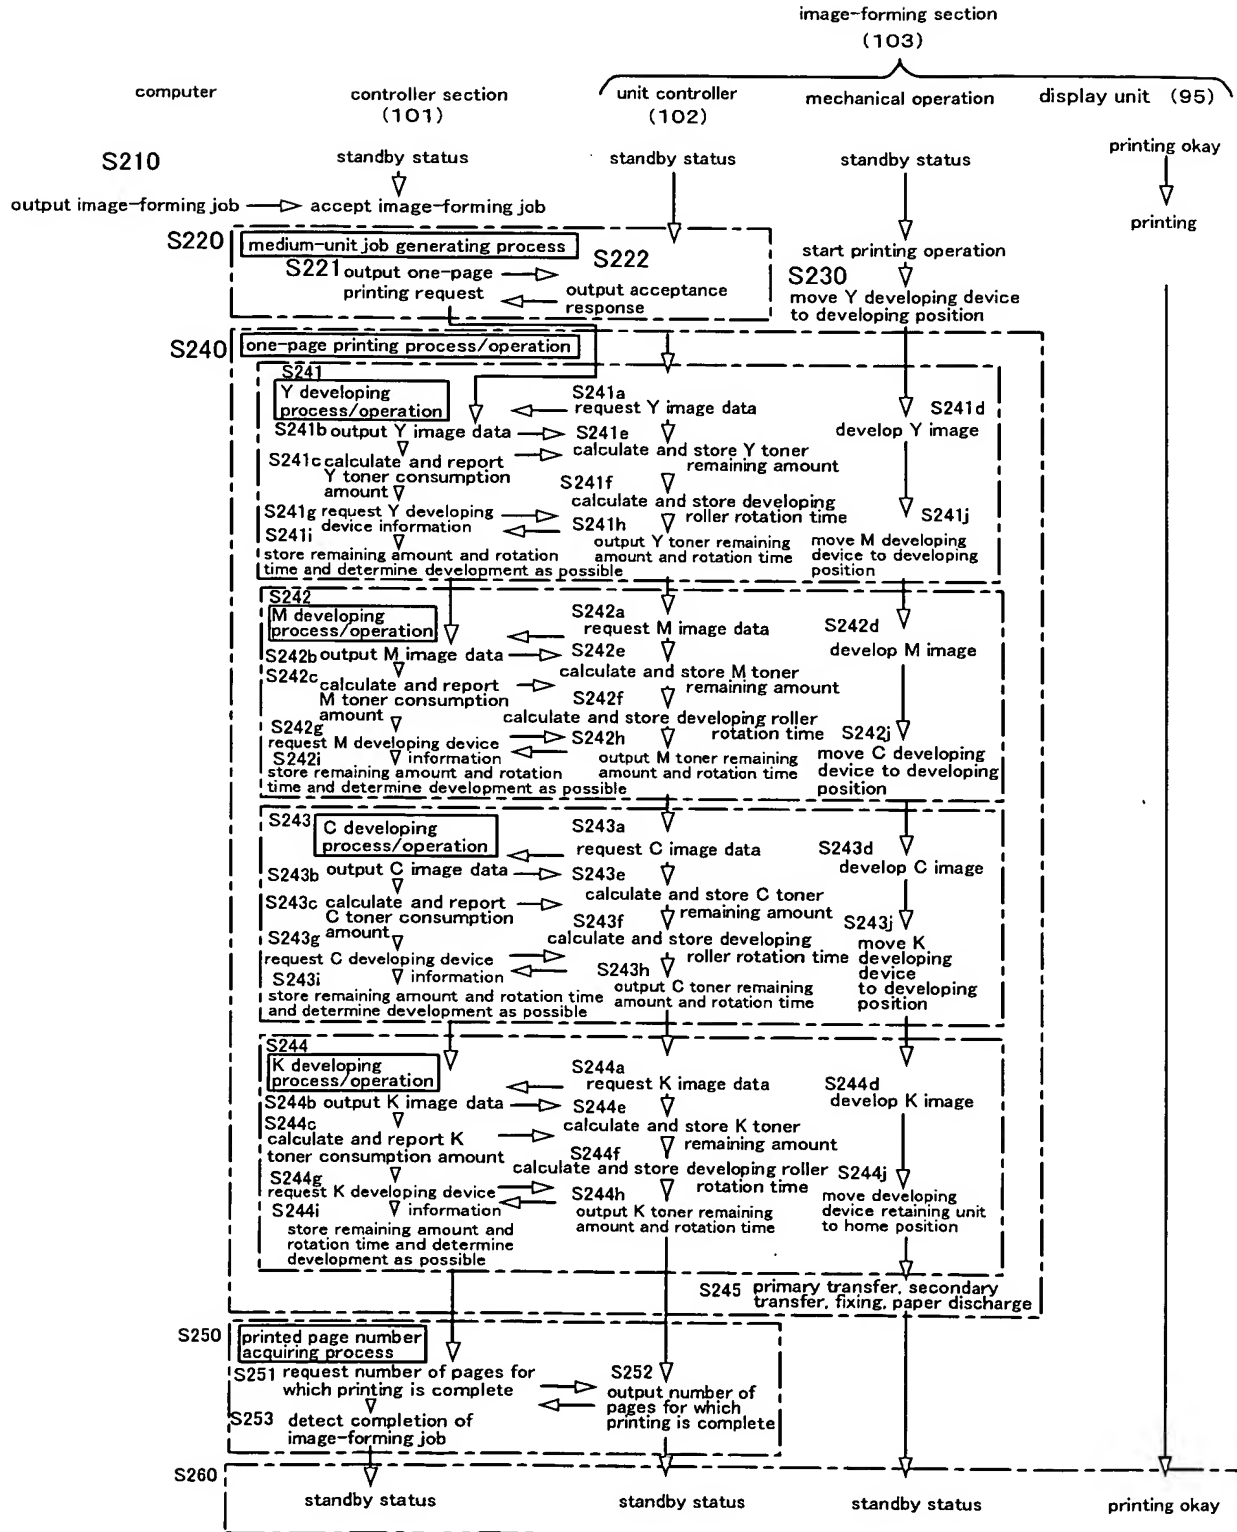 image-forming section
(103)
computer
controller section
(101)
unit controller
(102)
mechanical operation
display unit (95)
S210
standby status
standby status
standby status
printing okay
output image-forming job
accept image-forming job
printing
S220
medium-unit job generating process
start printing operation
S221 output one-page
printing request
S222
output acceptance
response
S230
move Y developing device
to developing position
S240
one-page printing process/operation
S241
Y developing
process/operation
S241a
request Y image data
S241d
develop Y image
S241b output Y image data
S241e
calculate and store Y toner
remaining amount
S241c calculate and report
Y toner consumption
amount
S241f
calculate and store developing
roller rotation time
S241g request Y developing
device information
S241h
output Y toner remaining
amount and rotation time
S241j
move M developing
device to developing
position
S241i
store remaining amount and rotation
time and determine development as possible
S242
M developing
process/operation
S242a
request M image data
S242d
develop M image
S242b output M image data
S242e
calculate and store M toner
remaining amount
S242c
calculate and report
M toner consumption
amount
S242f
calculate and store developing roller
rotation time
S242g
request M developing device
information
S242h
output M toner remaining
amount and rotation time
S242j
move C developing
device to developing
position
S242i
store remaining amount and rotation
time and determine development as possible
S243
C developing
process/operation
S243a
request C image data
S243d
develop C image
S243b output C image data
S243e
calculate and store C toner
remaining amount
S243c calculate and report
C toner consumption
amount
S243f
calculate and store developing
roller rotation time
S243j
move K
developing
device
to developing
position
S243g
request C developing device
information
S243h
output C toner remaining
amount and rotation time
S243i
store remaining amount and rotation time
and determine development as possible
S244
K developing
process/operation
S244a
request K image data
S244d
develop K image
S244b output K image data
S244e
calculate and store K toner
remaining amount
S244c
calculate and report K
toner consumption amount
S244f
calculate and store developing roller
rotation time
S244g
request K developing device
information
S244h
output K toner remaining
amount and rotation time
S244j
move developing
device retaining unit
to home position
S244i
store remaining amount and
rotation time and determine
development as possible
S245 primary transfer, secondary
transfer, fixing, paper discharge
S250
printed page number
acquiring process
S251 request number of pages for
which printing is complete
S252
output number of
pages for which
printing is complete
S253 detect completion of
image-forming job
S260
standby status
standby status
standby status
printing okay